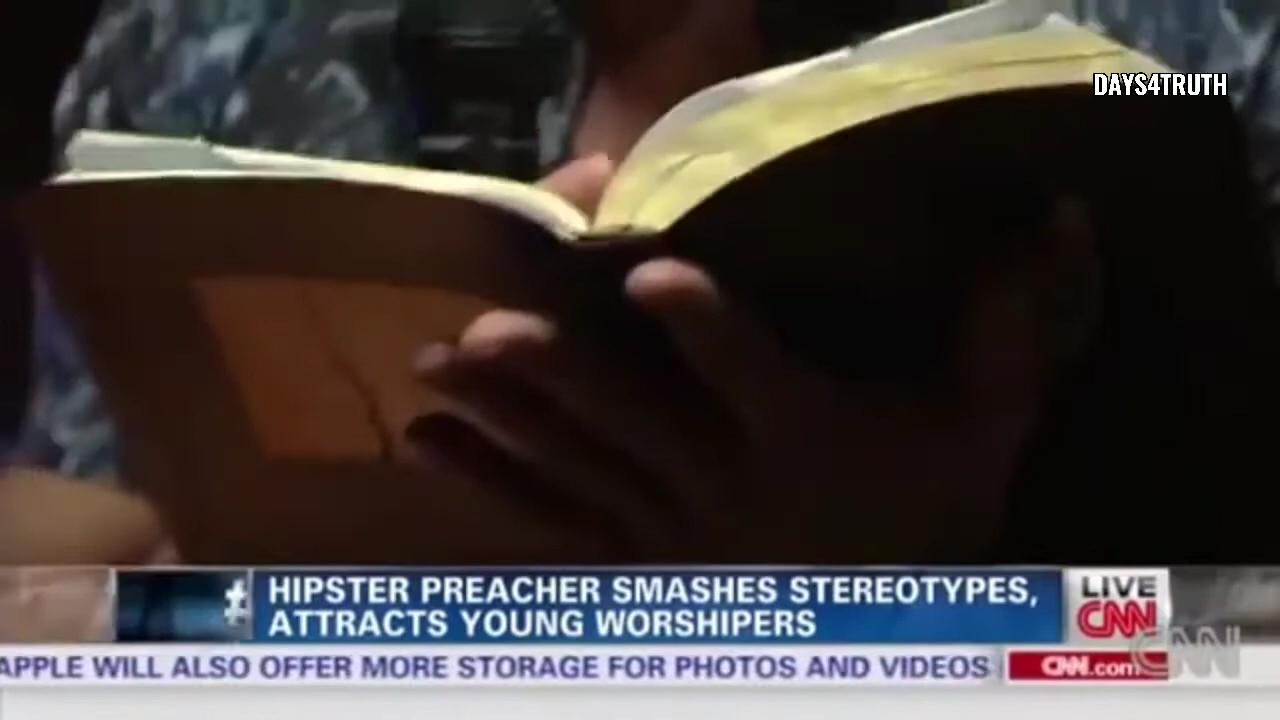 DAYS4TRUTH
HIPSTER PREACHER SMASHES STEREOTYPES,
ATTRACTS YOUNG WORSHIPERS
LIVE
CNN
APPLE WILL ALSO OFFER MORE STORAGE FOR PHOTOS AND VIDEOS
CNN.com
CNN